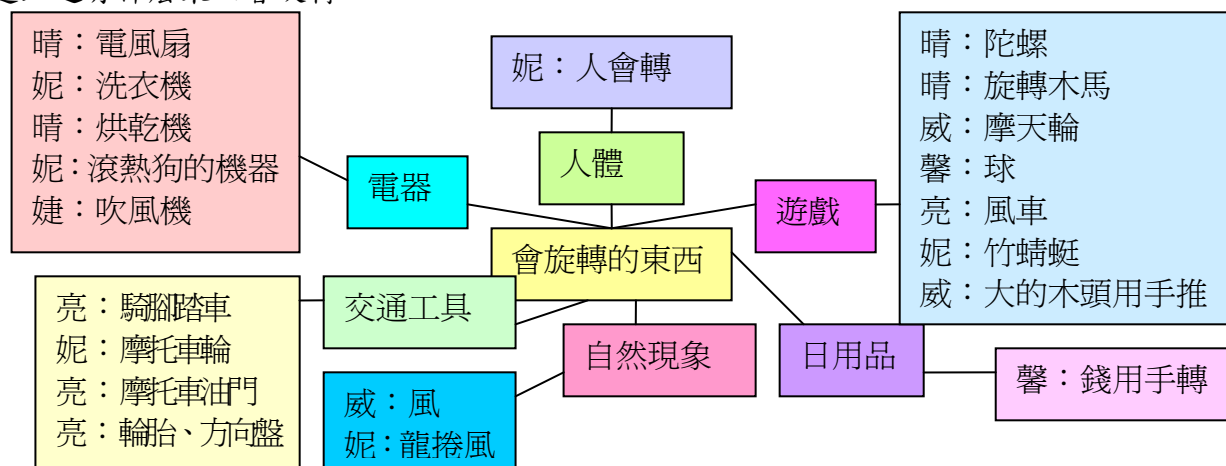 晴：電風扇
妮：洗衣機
晴：烘乾機
妮：滾熱狗的機器
婕：吹風機
妮：人會轉
人體
電器
遊戲
晴：陀螺
晴：旋轉木馬
威：摩天輪
馨：球
亮：風車
妮：竹蜻蜓
威：大的木頭用手推
會旋轉的東西
交通工具
亮：騎腳踏車
妮：摩托車輪
亮：摩托車油門
亮：輪胎、方向盤
自然現象
威：風
妮：龍捲風
日用品
馨：錢用手轉